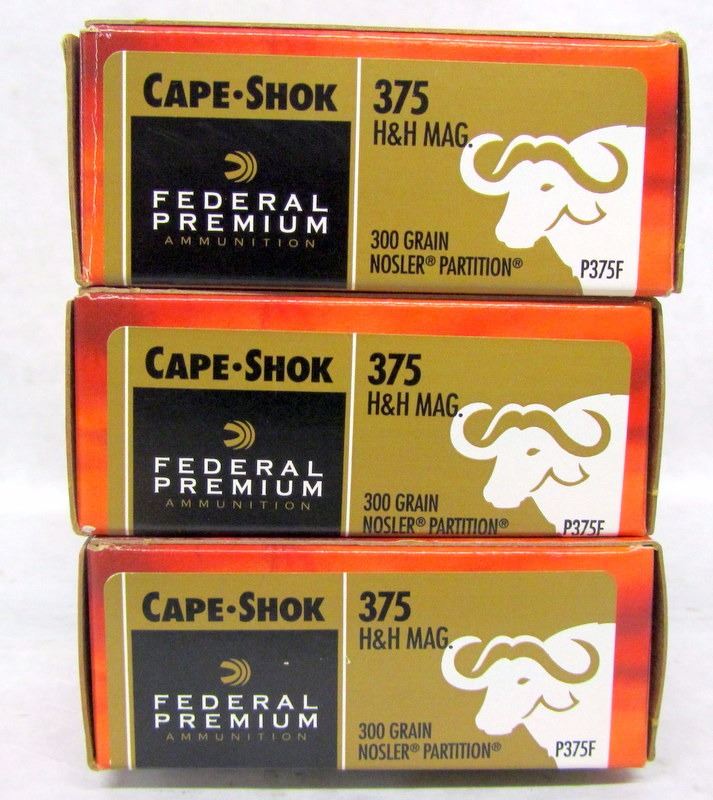 CAPE•SHOK
FEDERAL
PREMIUM
AMMUNITION
375
H&H MAG.
300 GRAIN
NOSLER® PARTITION®
P375F
CAPE•SHOK
FEDERAL
PREMIUM
AMMUNITION
375
H&H MAG.
300 GRAIN
NOSLER® PARTITION®
P375F
CAPE•SHOK
FEDERAL
PREMIUM
AMMUNITION
375
H&H MAG.
300 GRAIN
NOSLER® PARTITION®
P375F